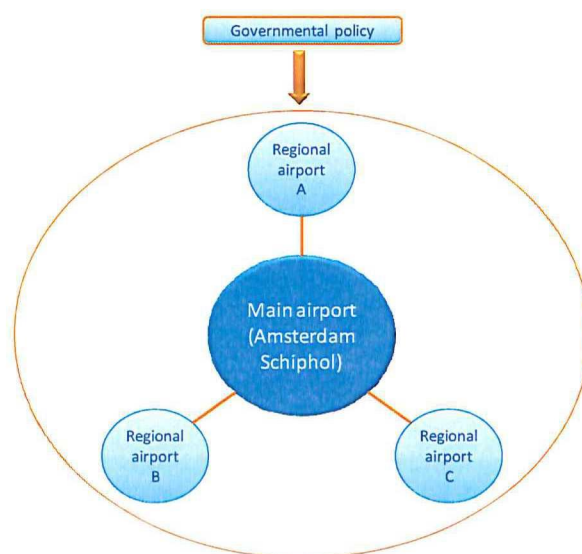 Governmental policy
Regional
airport
A
Main airport
(Amsterdam
Schiphol)
Regional
airport
B
Regional
airport
C